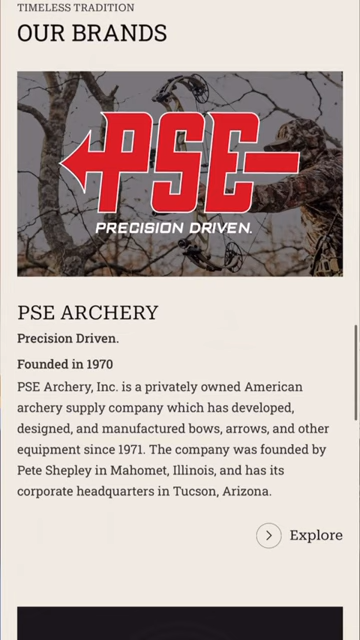 TIMELESS TRADITION
OUR BRANDS
PSE
PRECISION DRIVEN.
PSE ARCHERY
Precision Driven.
Founded in 1970
PSE Archery, Inc. is a privately owned American
archery supply company which has developed,
designed, and manufactured bows, arrows, and other
equipment since 1971. The company was founded by
Pete Shepley in Mahomet, Illinois, and has its
corporate headquarters in Tucson, Arizona.
Explore